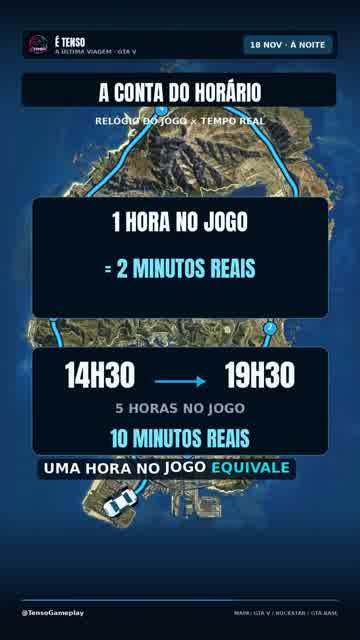 É TENSO
A ÚLTIMA VIAGEM · GTA V
18 NOV · À NOITE
A CONTA DO HORÁRIO
RELÓGIO DO JOGO × TEMPO REAL
1 HORA NO JOGO
= 2 MINUTOS REAIS
2
14H30
19H30
5 HORAS NO JOGO
10 MINUTOS REAIS
UMA HORA NO JOGO EQUIVALE
@TensoGameplay
MAPA: GTA V / ROCKSTAR / GTA BASE